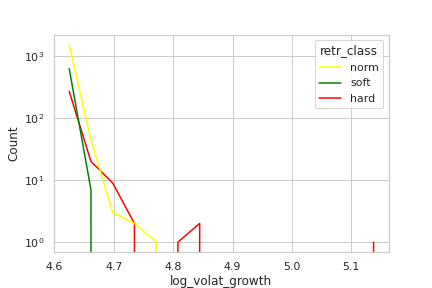 10³
10²
10¹
10⁰
Count
4.6 4.7 4.8 4.9 5.0 5.1
log_volat_growth
retr_class
norm
soft
hard